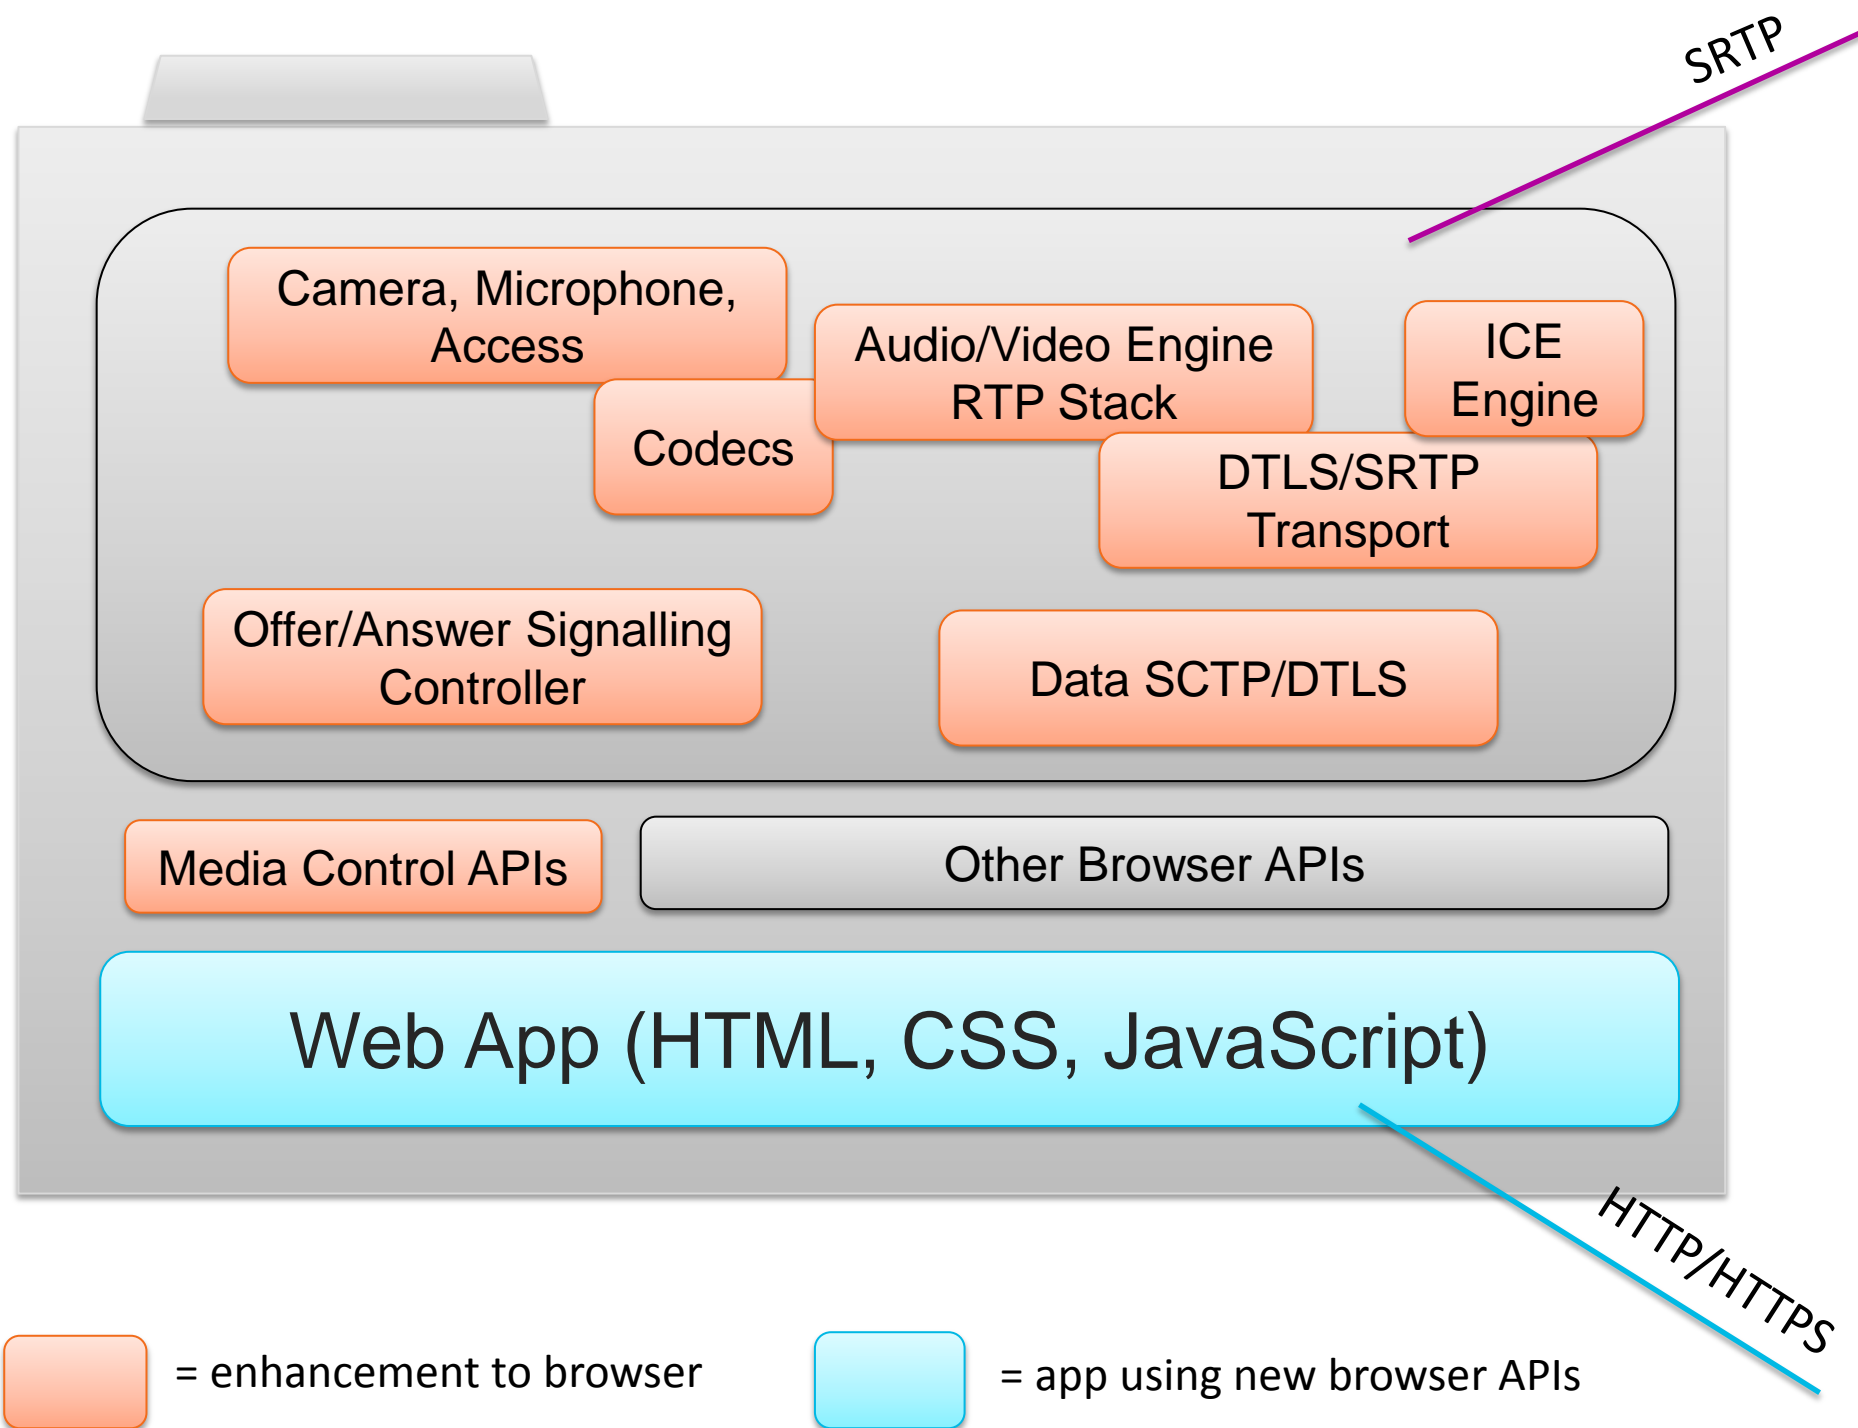 SRTP
Camera, Microphone,
Access
Audio/Video Engine
RTP Stack
ICE
Engine
Codecs
DTLS/SRTP
Transport
Offer/Answer Signalling
Controller
Data SCTP/DTLS
Media Control APIs
Other Browser APIs
Web App (HTML, CSS, JavaScript)
HTTP/HTTPS
= enhancement to browser
= app using new browser APIs